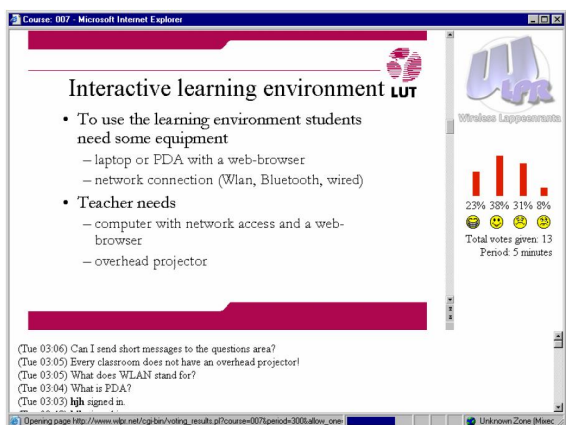 Course: 007 - Microsoft Internet Explorer
Interactive learning environment
LUT
• To use the learning environment students
need some equipment
– laptop or PDA with a web-browser
– network connection (Wlan, Bluetooth, wired)
• Teacher needs
– computer with network access and a web-
browser
– overhead projector
Wlpr
Wireless Lappeenranta
23% 38% 31% 8%
Total votes given: 13
Period: 5 minutes
(Tue 03:06) Can I send short messages to the questions area?
(Tue 03:05) Every classroom does not have an overhead projector!
(Tue 03:05) What does WLAN stand for?
(Tue 03:04) What is PDA?
(Tue 03:03) hjh signed in.
Opening page http://www.wlpr.net/cgi-bin/voting_results.pl?course=007&period=300&allow_one
Unknown Zone (Mixed